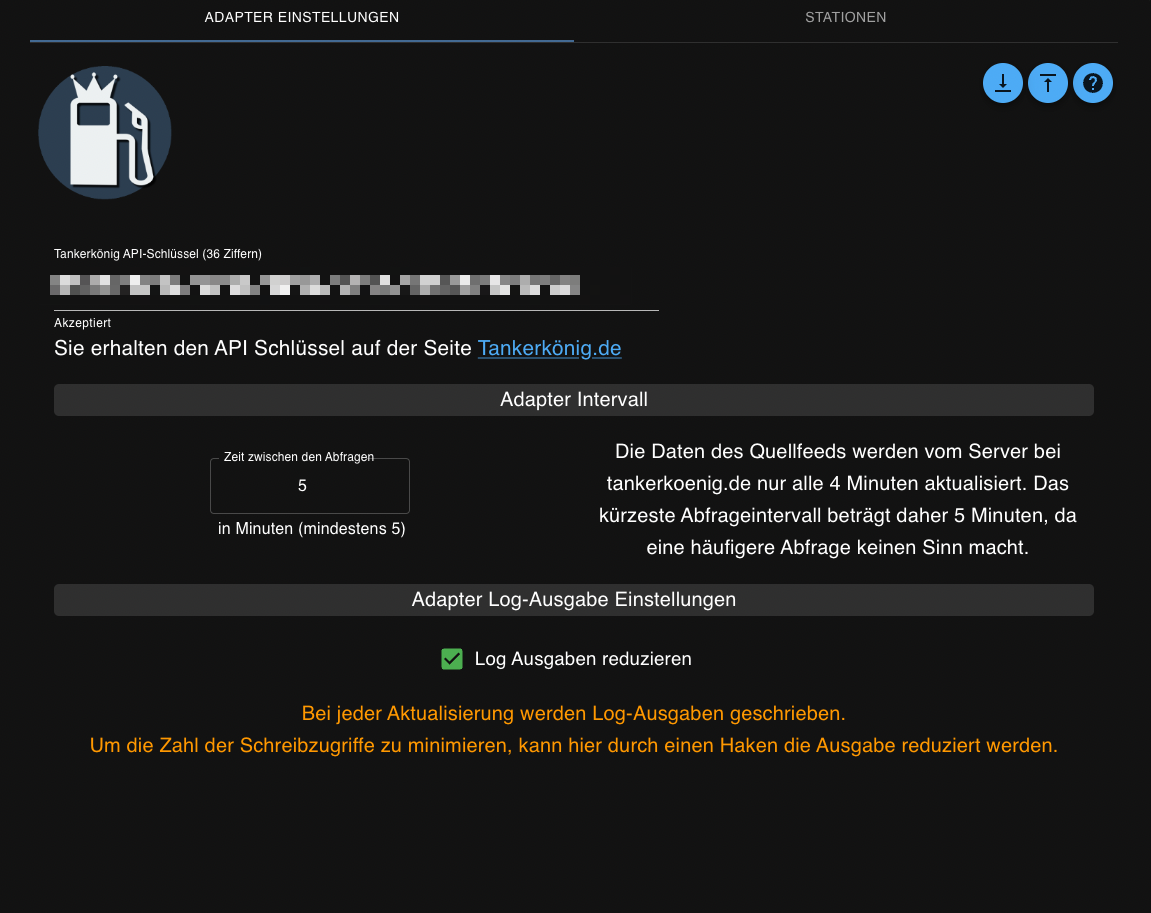 ADAPTER EINSTELLUNGEN
STATIONEN
Tankerkönig API-Schlüssel (36 Ziffern)
Akzeptiert
Sie erhalten den API Schlüssel auf der Seite Tankerkönig.de
Adapter Intervall
Zeit zwischen den Abfragen
5
in Minuten (mindestens 5)
Die Daten des Quellfeeds werden vom Server bei
tankerkoenig.de nur alle 4 Minuten aktualisiert. Das
kürzeste Abfrageintervall beträgt daher 5 Minuten, da
eine häufigere Abfrage keinen Sinn macht.
Adapter Log-Ausgabe Einstellungen
Log Ausgaben reduzieren
Bei jeder Aktualisierung werden Log-Ausgaben geschrieben.
Um die Zahl der Schreibzugriffe zu minimieren, kann hier durch einen Haken die Ausgabe reduziert werden.